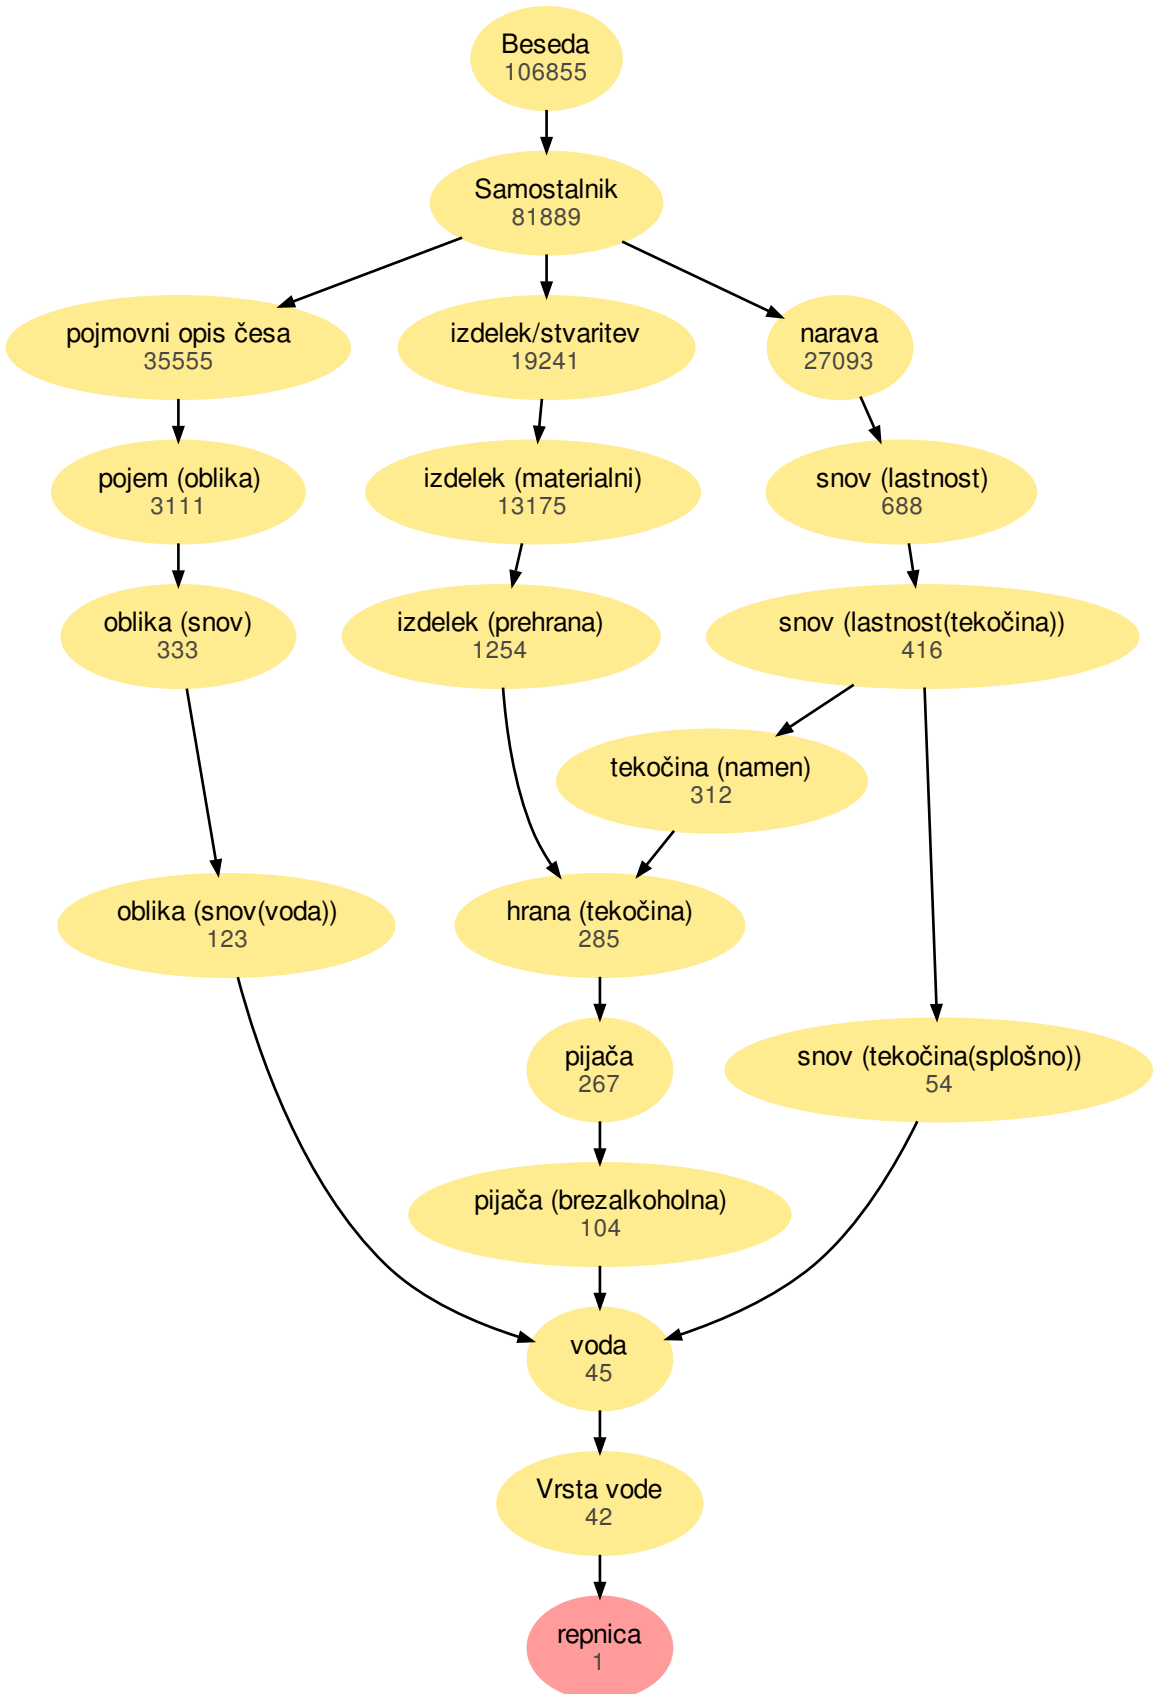 Beseda
106855
Samostalnik
81889
pojmovni opis česa
35555
izdelek/stvaritev
19241
narava
27093
pojem (oblika)
3111
izdelek (materialni)
13175
snov (lastnost)
688
oblika (snov)
333
izdelek (prehrana)
1254
snov (lastnost(tekočina))
416
tekočina (namen)
312
oblika (snov(voda))
123
hrana (tekočina)
285
pijača
267
snov (tekočina(splošno))
54
pijača (brezalkoholna)
104
voda
45
Vrsta vode
42
repnica
1